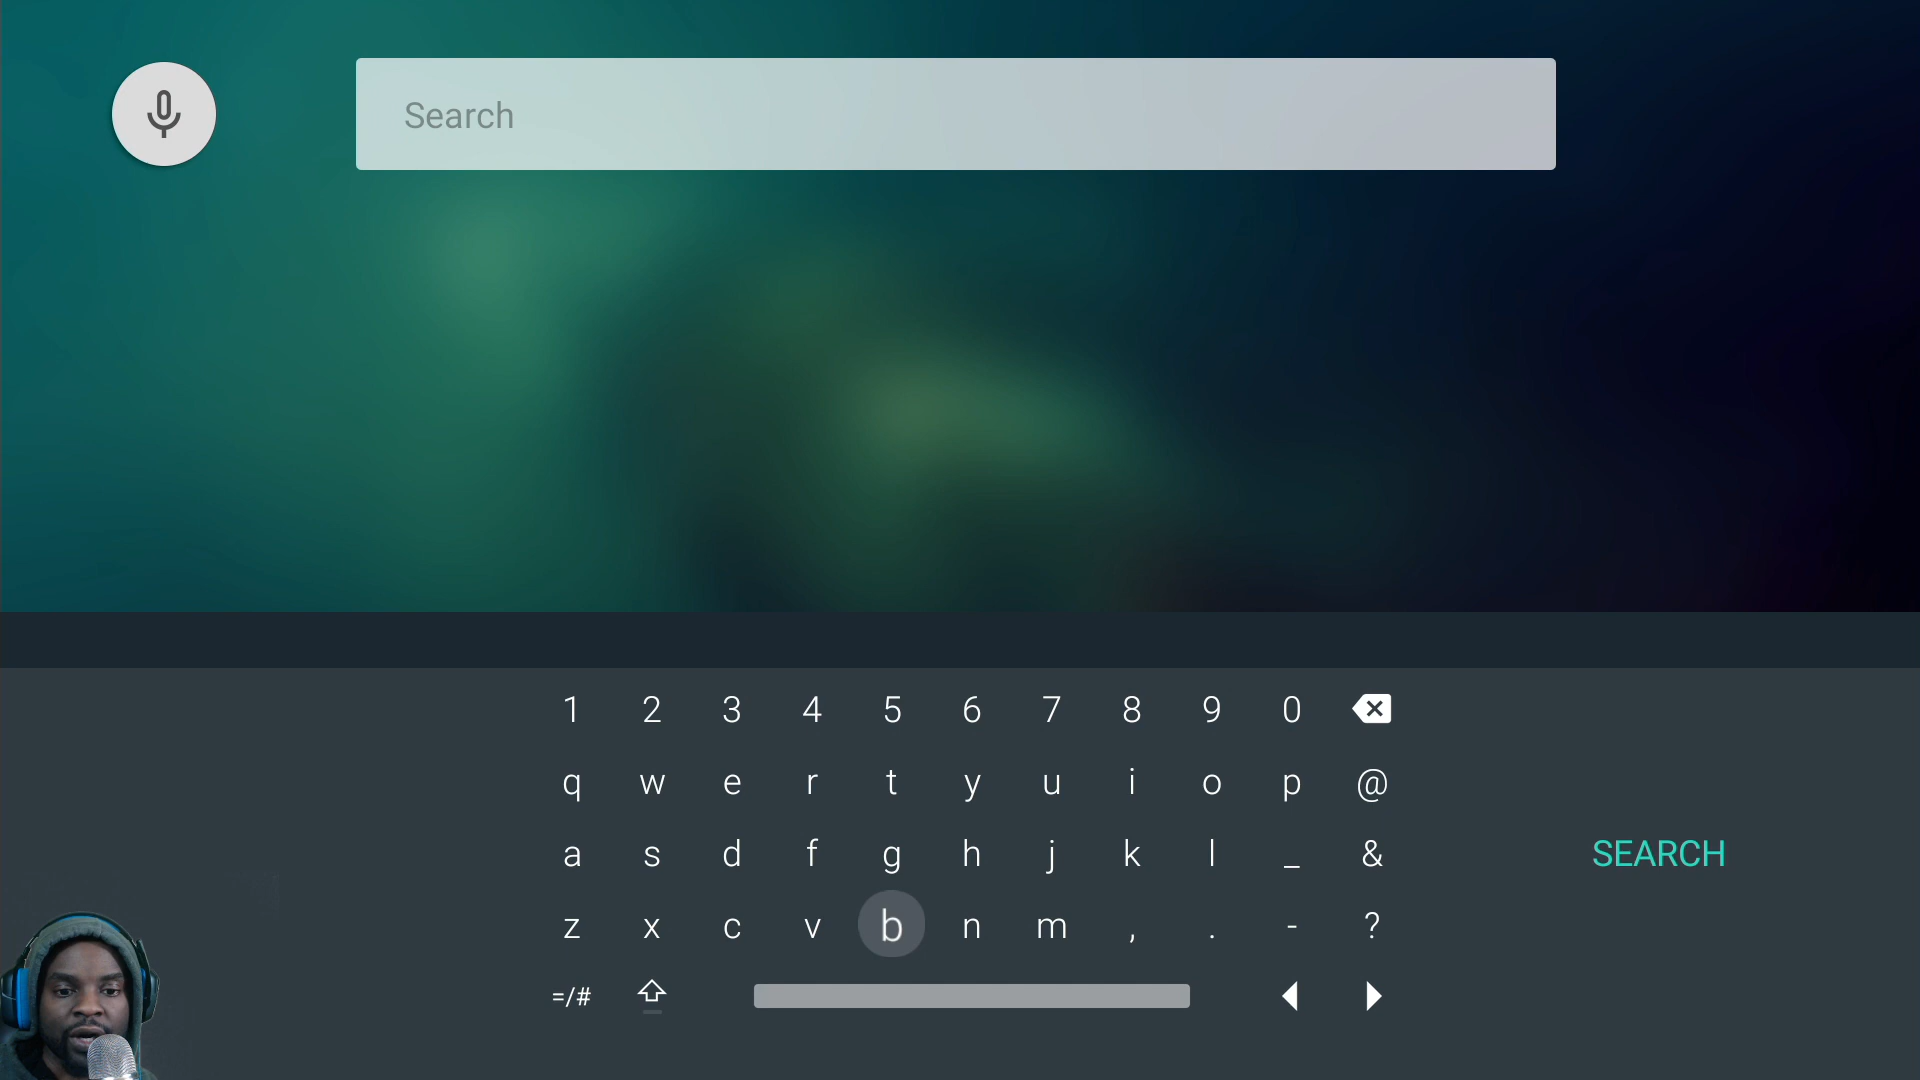 Search
1 2 3 4 5 6 7 8 9 0
q w e r t y u i o p @
a s d f g h j k l _ &
SEARCH
z x c v b n m , . - ?
=/#